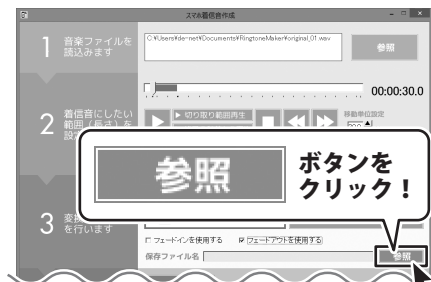 スマホ着信音作成
1 音楽ファイルを
読込みます
C:¥Users¥de-net¥Documents¥RingtoneMaker¥original_01.wav
参照
00:00:30.0
2 着信音にしたい
範囲（長さ）を
▶ 切り取り範囲再生
移動単位設定
参照
ボタンを
クリック！
3
を行います
フェードインを使用する
フェードアウトを使用する
保存ファイル名
参照